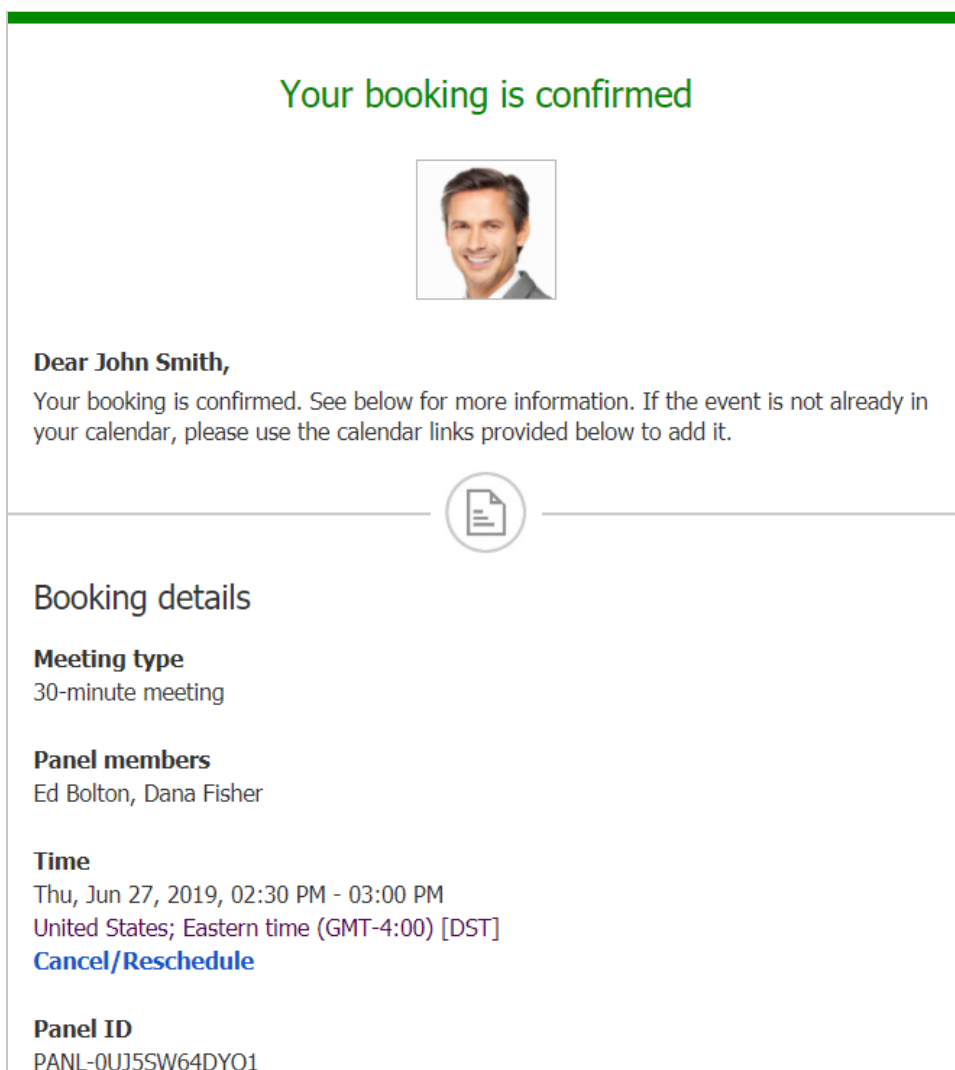 Your booking is confirmed
Dear John Smith,
Your booking is confirmed. See below for more information. If the event is not already in
your calendar, please use the calendar links provided below to add it.
Booking details
Meeting type
30-minute meeting
Panel members
Ed Bolton, Dana Fisher
Time
Thu, Jun 27, 2019, 02:30 PM - 03:00 PM
United States; Eastern time (GMT-4:00) [DST]
Cancel/Reschedule
Panel ID
PANL-0UJ5SW64DYO1